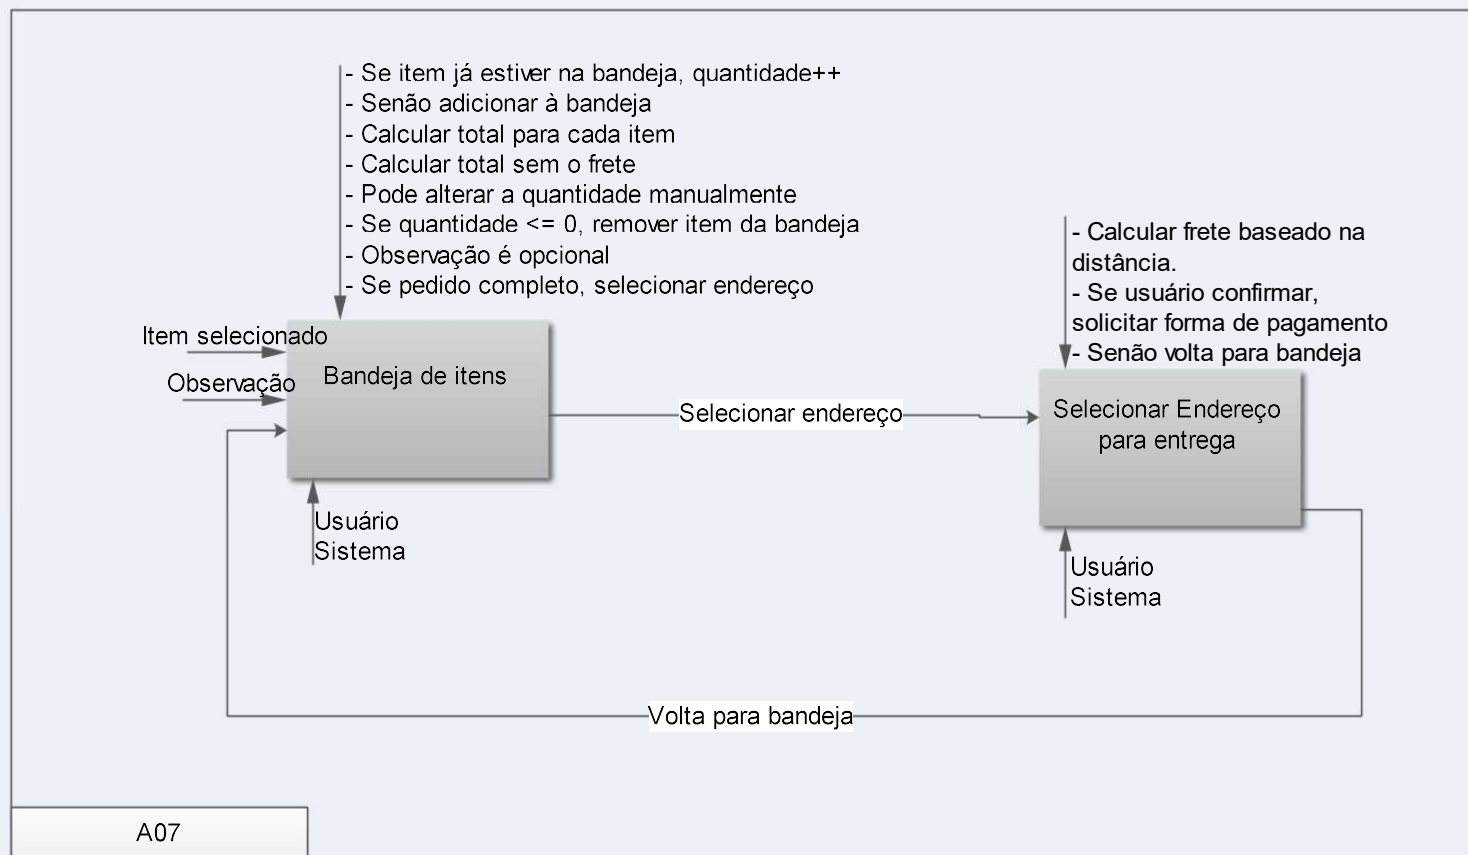 - Se item já estiver na bandeja, quantidade++
- Senão adicionar à bandeja
- Calcular total para cada item
- Calcular total sem o frete
- Pode alterar a quantidade manualmente
- Se quantidade <= 0, remover item da bandeja
- Observação é opcional
- Se pedido completo, selecionar endereço
- Calcular frete baseado na
distância.
- Se usuário confirmar,
solicitar forma de pagamento
- Senão volta para bandeja
Item selecionado
Observação
Bandeja de itens
Selecionar endereço
Selecionar Endereço
para entrega
Usuário
Sistema
Usuário
Sistema
Volta para bandeja
A07